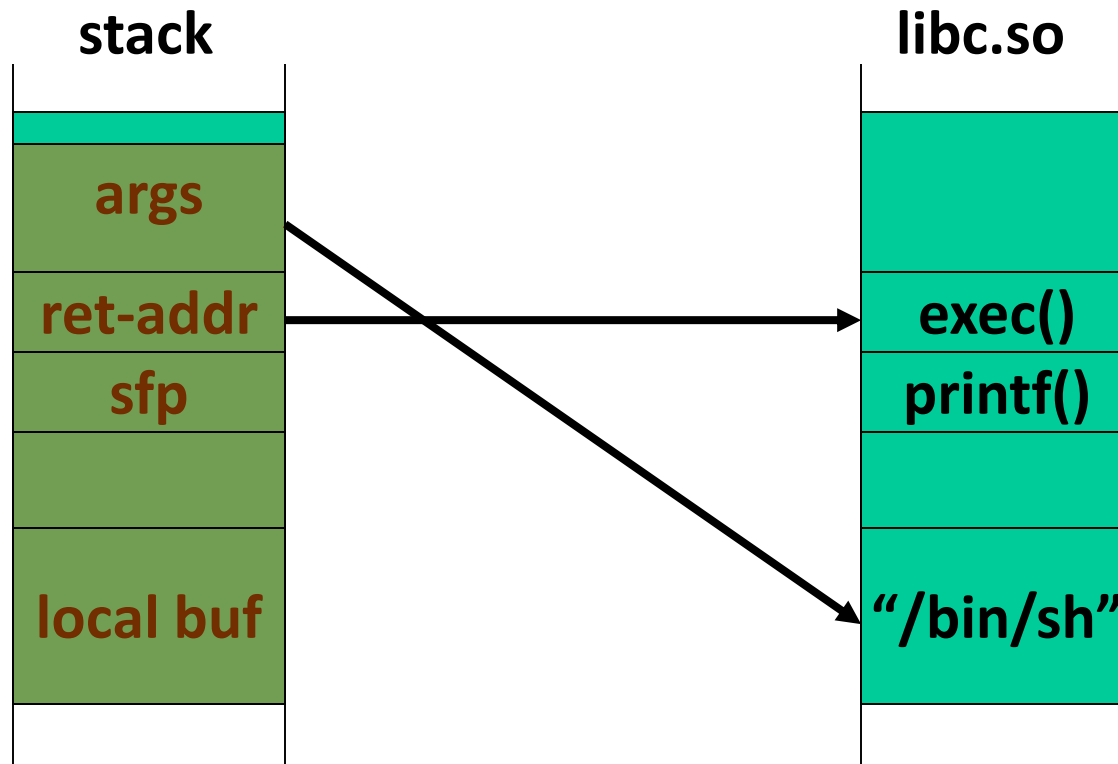 stack
libc.so
args
ret-addr
exec()
sfp
printf()
local buf
“/bin/sh”